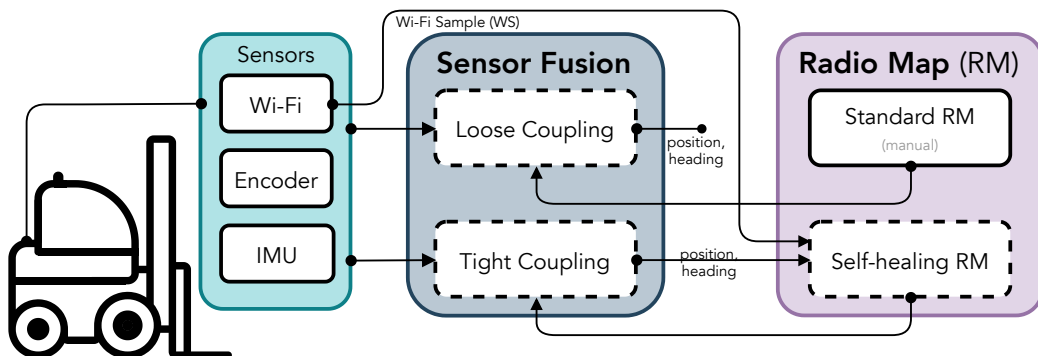 Wi-Fi Sample (WS)
Sensors
Wi-Fi
Encoder
IMU
Sensor Fusion
Loose Coupling
position,
heading
Tight Coupling
position,
heading
Radio Map (RM)
Standard RM
(manual)
Self-healing RM